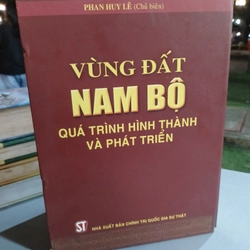 PHAN HUY LÊ (Chủ biên)
VÙNG ĐẤT
NAM BỘ
QUÁ TRÌNH HÌNH THÀNH
VÀ PHÁT TRIỂN
ST
NHÀ XUẤT BẢN CHÍNH TRỊ QUỐC GIA SỰ THẬT